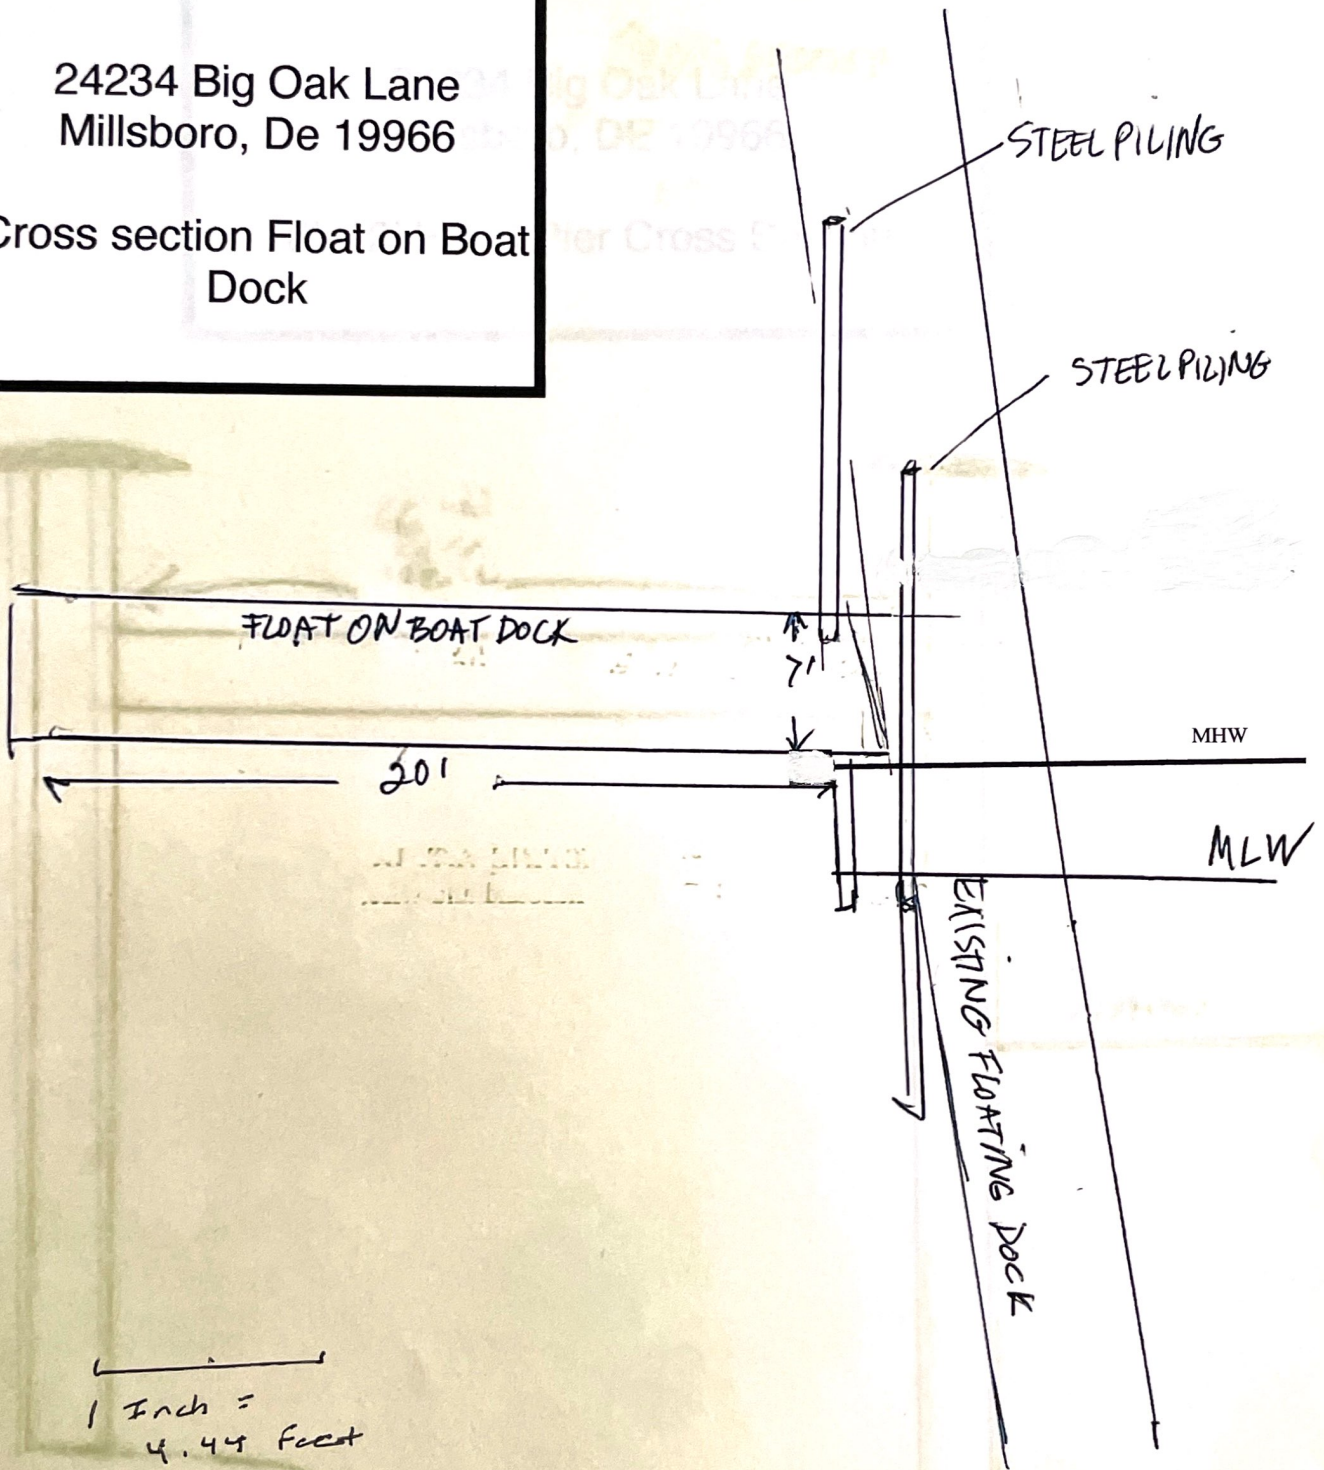 24234 Big Oak Lane
Millsboro, De 19966
Cross section Float on Boat
Dock
STEEL PILING
STEEL PILING
FLOAT ON BOAT DOCK
7'
MHW
20'
MLW
EXISTING FLOATING DOCK
1 Inch =
4.44 feet